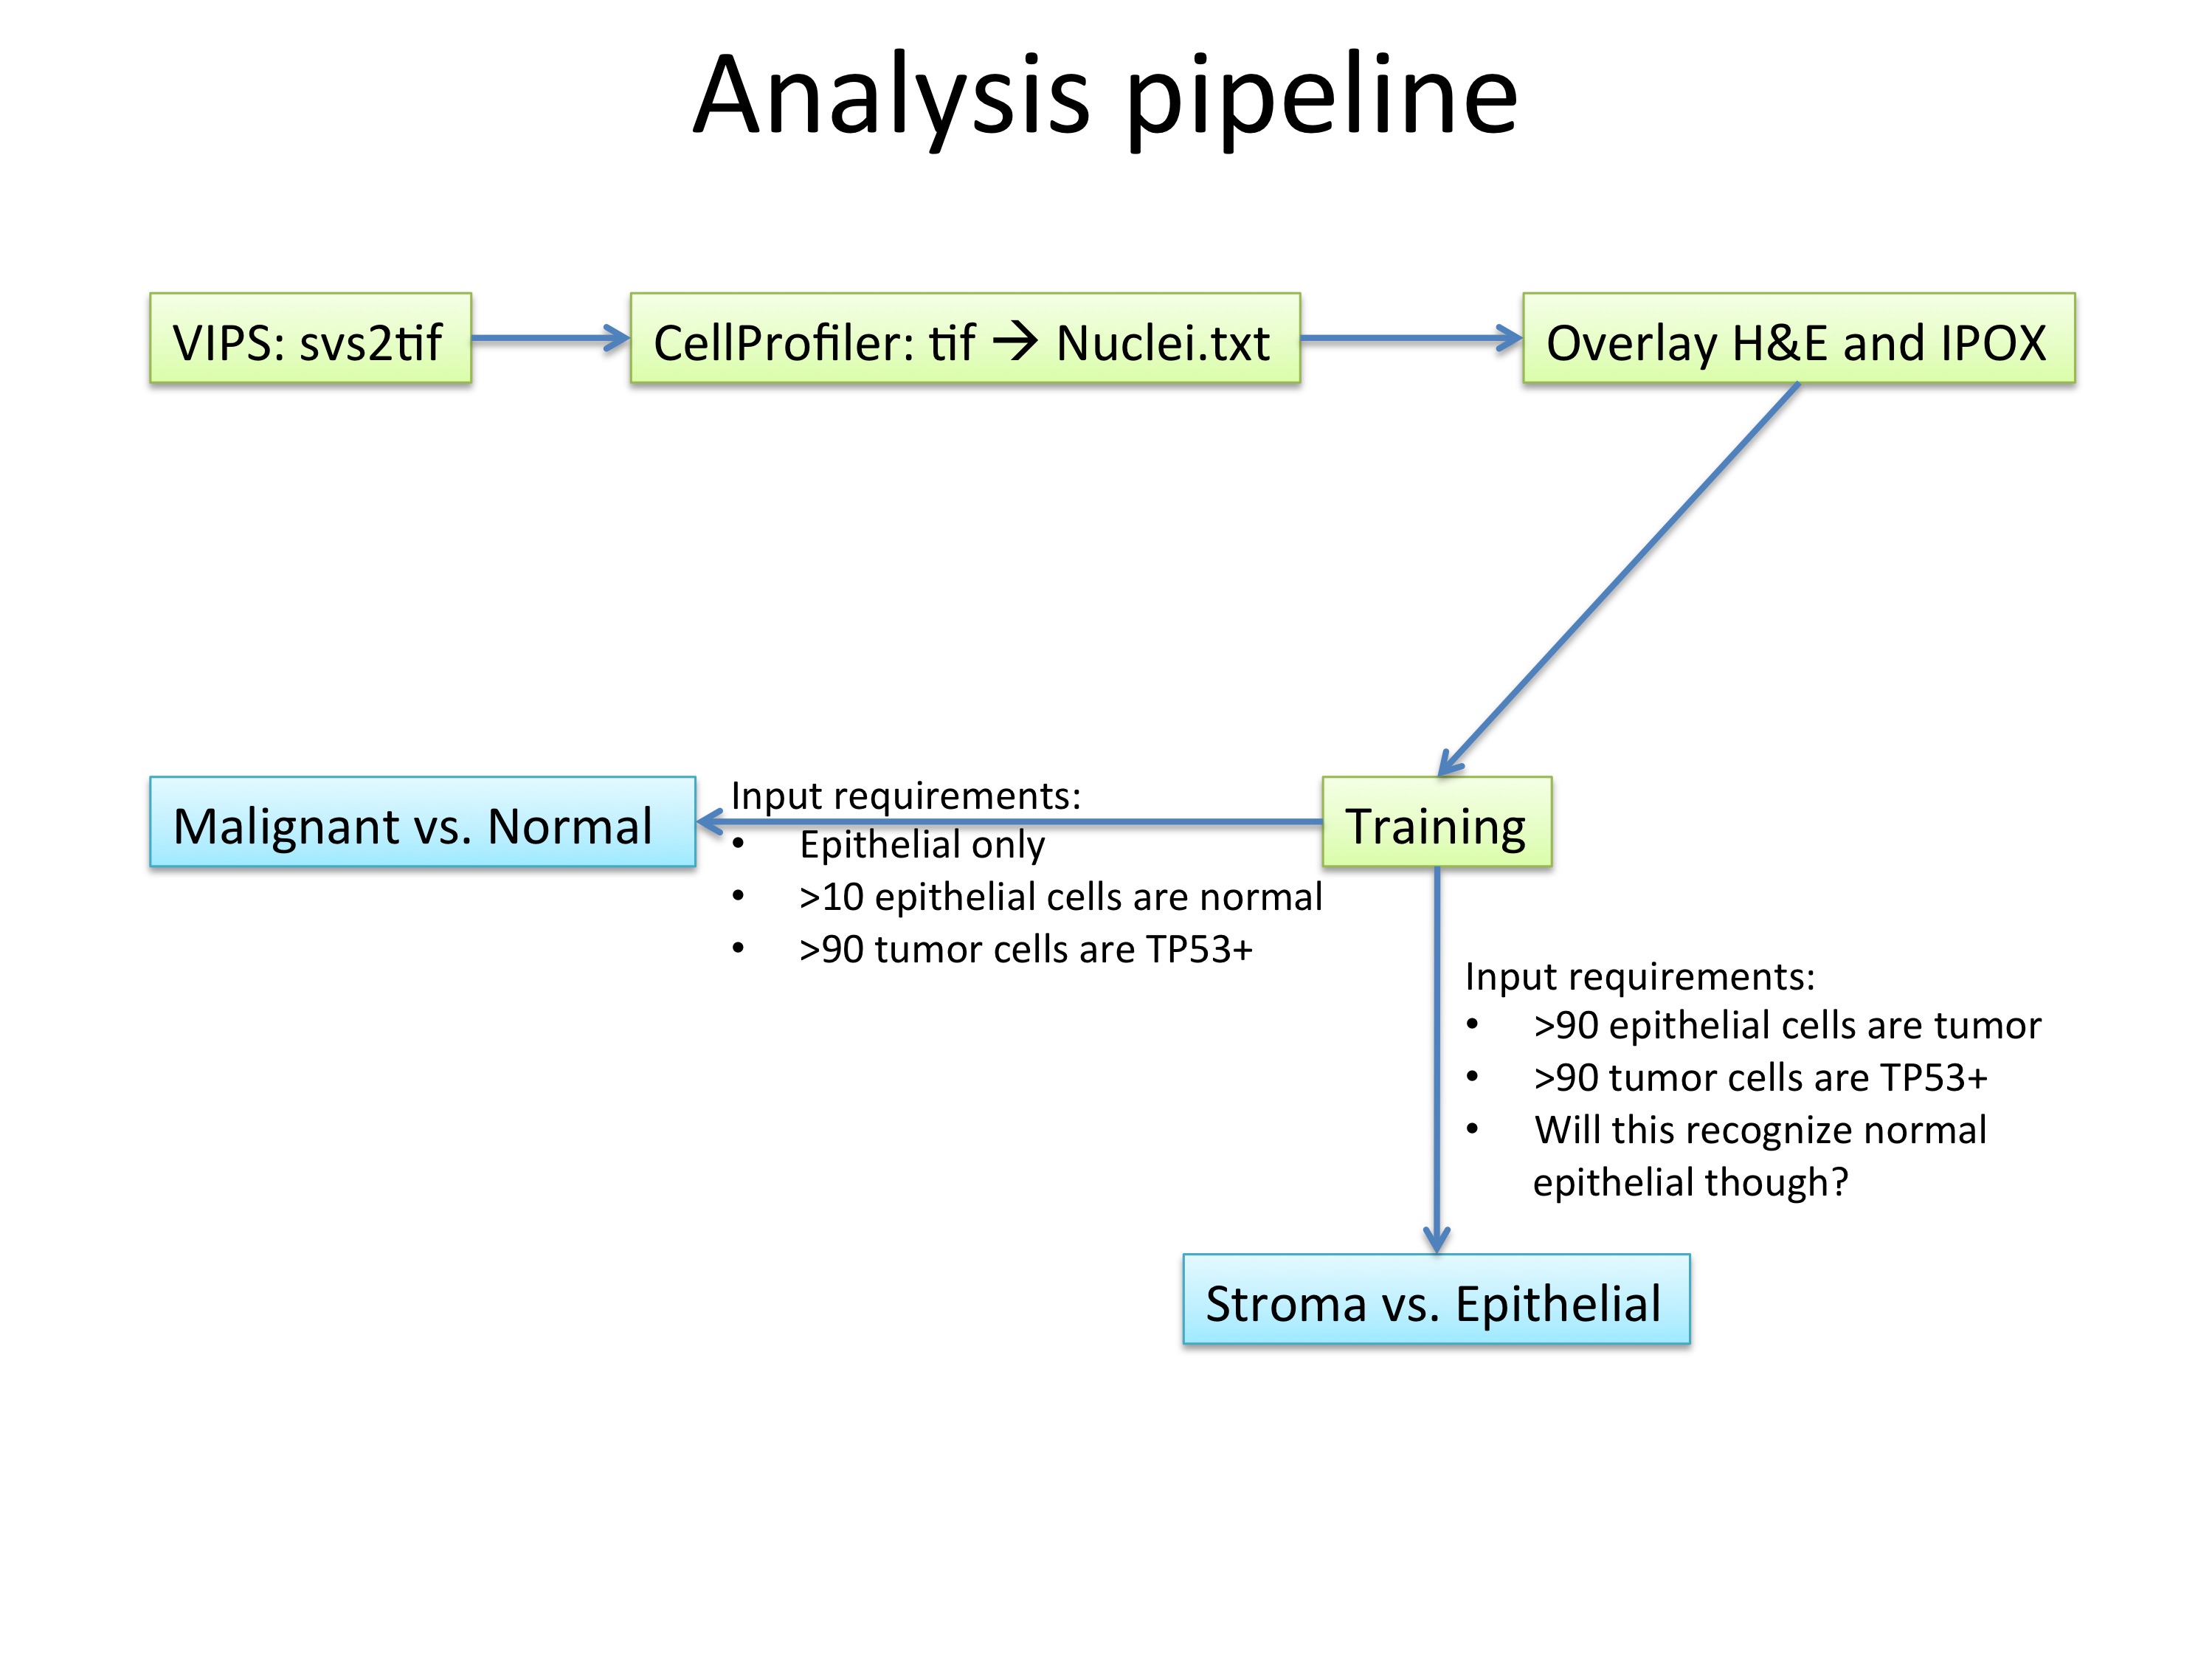 Analysis pipeline
VIPS: svs2tif
CellProfiler: tif → Nuclei.txt
Overlay H&E and IPOX
Malignant vs. Normal
Input requirements:
• Epithelial only
• >10 epithelial cells are normal
• >90 tumor cells are TP53+
Training
Input requirements:
• >90 epithelial cells are tumor
• >90 tumor cells are TP53+
• Will this recognize normal
epithelial though?
Stroma vs. Epithelial